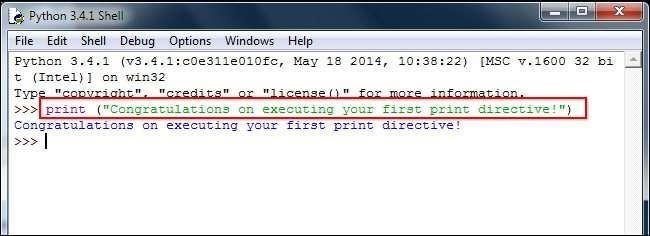 Python 3.4.1 Shell
File Edit Shell Debug Options Windows Help
Python 3.4.1 (v3.4.1:c0e311e010fc, May 18 2014, 10:38:22) [MSC v.1600 32 bi
t (Intel)] on win32
Type "copyright", "credits" or "license()" for more information.
>>> print ("Congratulations on executing your first print directive!")
Congratulations on executing your first print directive!
>>>